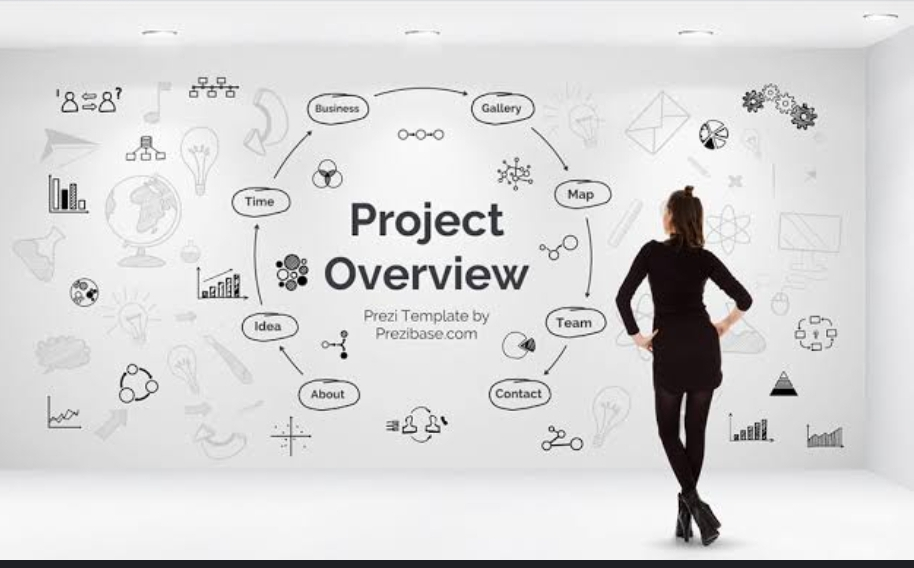 Business
Gallery
Time
Map
Project
Overview
Prezi Template by
Prezibase.com
Idea
Team
About
Contact